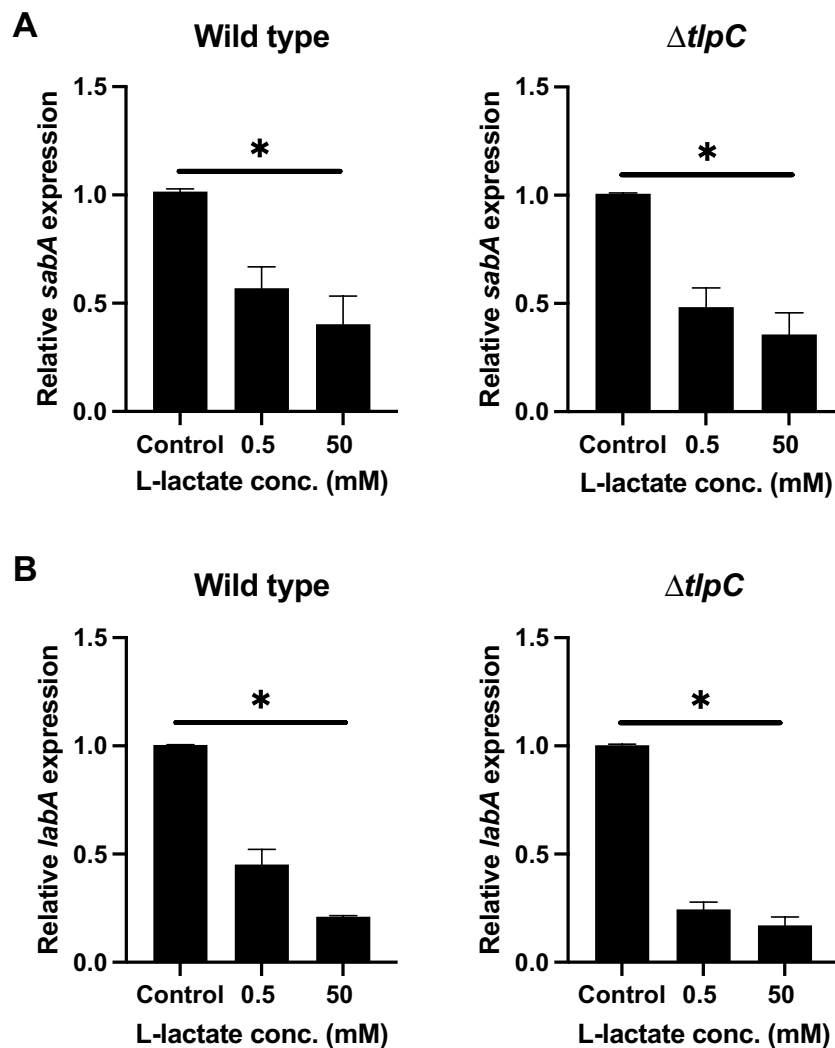 A
Wild type
ΔtlpC
Relative sabA expression
1.5
1.0
0.5
0.0
*
Control 0.5 50
L-lactate conc. (mM)
Relative sabA expression
1.5
1.0
0.5
0.0
*
Control 0.5 50
L-lactate conc. (mM)
B
Wild type
ΔtlpC
Relative labA expression
1.5
1.0
0.5
0.0
*
Control 0.5 50
L-lactate conc. (mM)
Relative labA expression
1.5
1.0
0.5
0.0
*
Control 0.5 50
L-lactate conc. (mM)